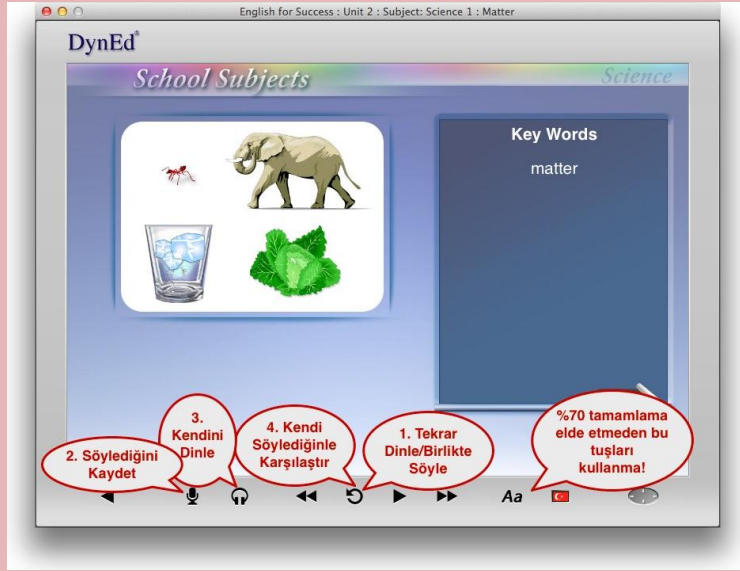 English for Success : Unit 2 : Subject: Science 1 : Matter
DynEd®
School Subjects
Science
Key Words
matter
2. Söylediğini
Kaydet
3.
Kendini
Dinle
4. Kendi
Söylediğinle
Karşılaştır
1. Tekrar
Dinle/Birlikte
Söyle
%70 tamamlama
elde etmeden bu
tuşları
kullanma!
Aa